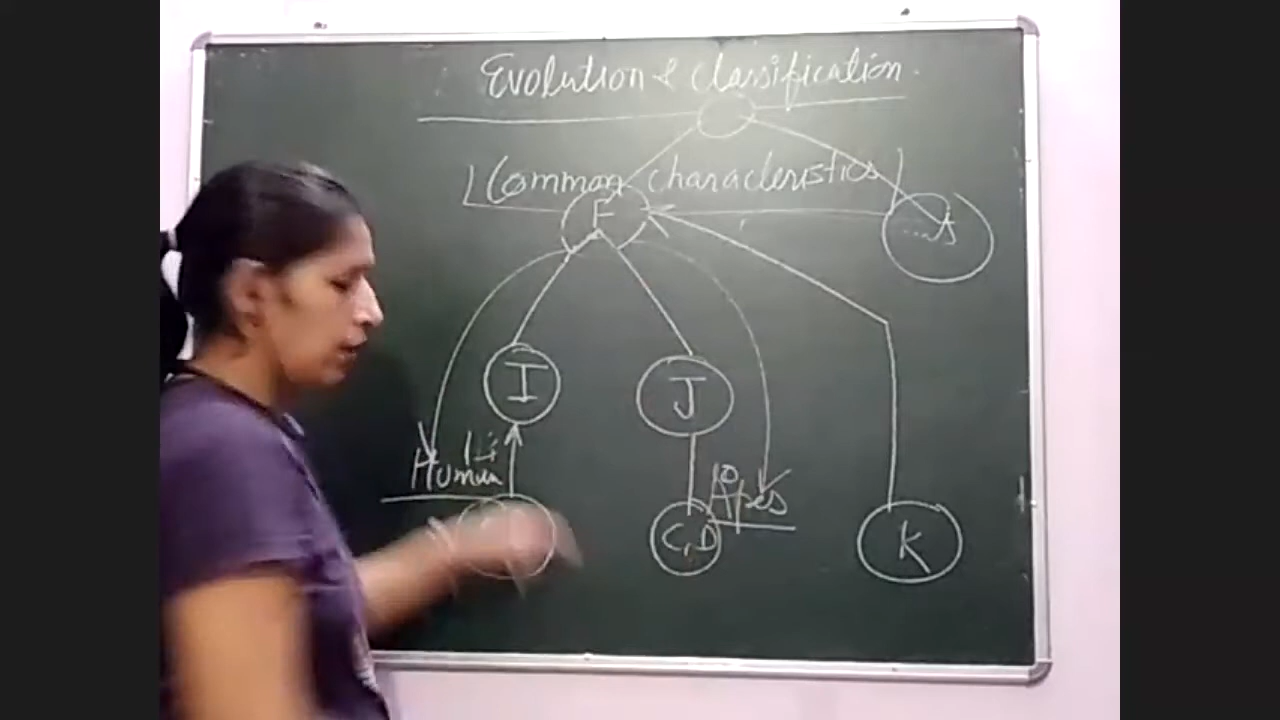 Evolution & classification
Common characteristics
F
I
J
Human
Apes
C, D
K